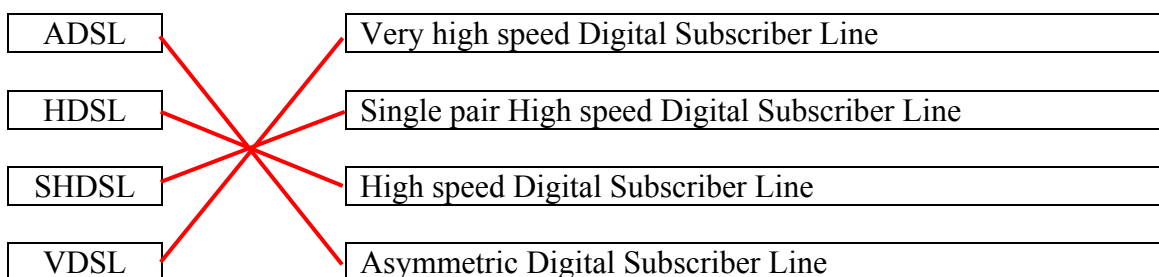 ADSL Very high speed Digital Subscriber Line
HDSL Single pair High speed Digital Subscriber Line
SHDSL High speed Digital Subscriber Line
VDSL Asymmetric Digital Subscriber Line